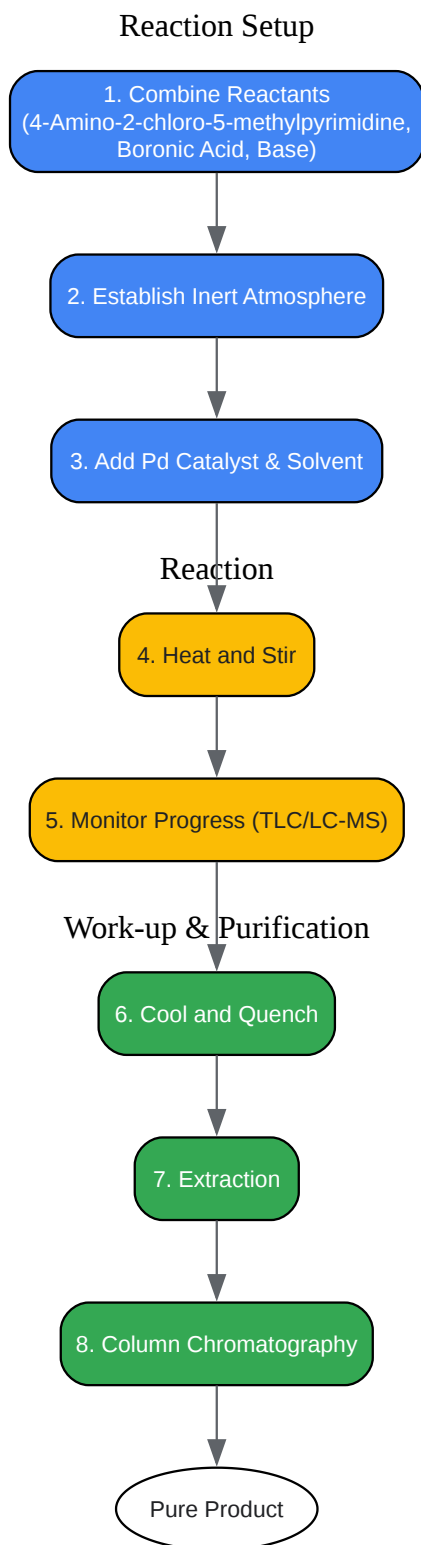 Reaction Setup
1. Combine Reactants
(4-Amino-2-chloro-5-methylpyrimidine,
Boronic Acid, Base)
2. Establish Inert Atmosphere
3. Add Pd Catalyst & Solvent
Reaction
4. Heat and Stir
5. Monitor Progress (TLC/LC-MS)
Work-up & Purification
6. Cool and Quench
7. Extraction
8. Column Chromatography
Pure Product